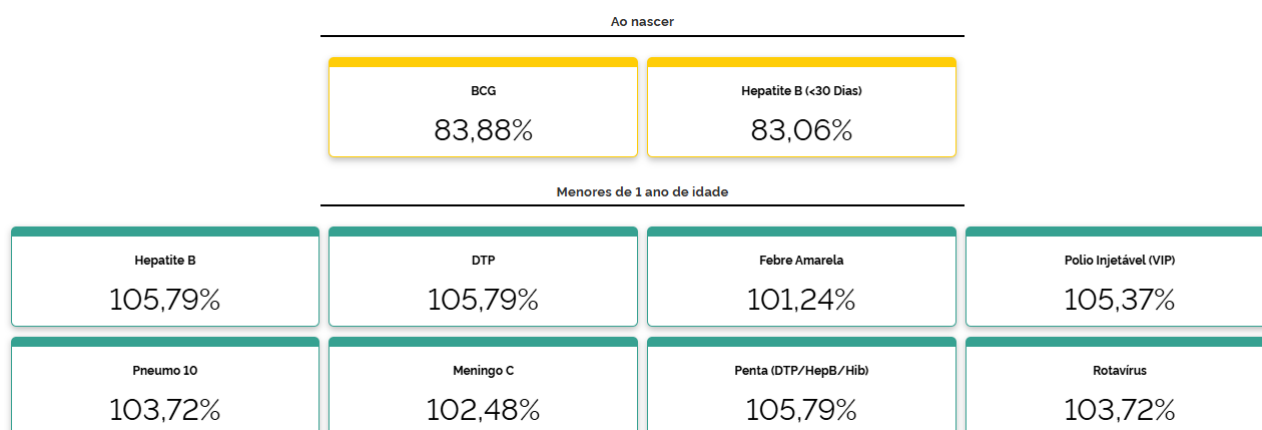 Ao nascer
BCG
Hepatite B (<30 Dias)
83,88%
83,06%
Menores de 1 ano de idade
Hepatite B
DTP
Febre Amarela
Polio Injetável (VIP)
105,79%
105,79%
101,24%
105,37%
Pneumo 10
Meningo C
Penta (DTP/HepB/Hib)
Rotavírus
103,72%
102,48%
105,79%
103,72%